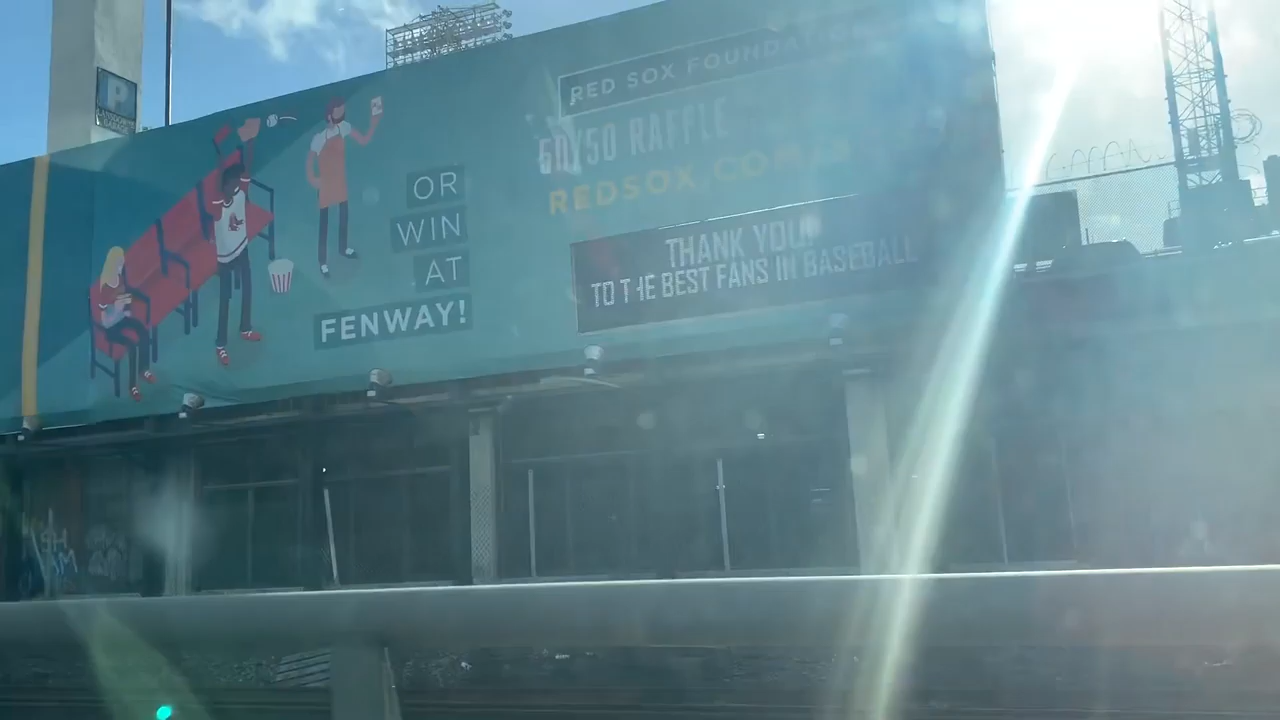 P
OR
WIN
AT
FENWAY!
RED SOX FOUNDATION
50/50 RAFFLE
REDSOX.COM/
THANK YOU!
TO THE BEST FANS IN BASEBALL